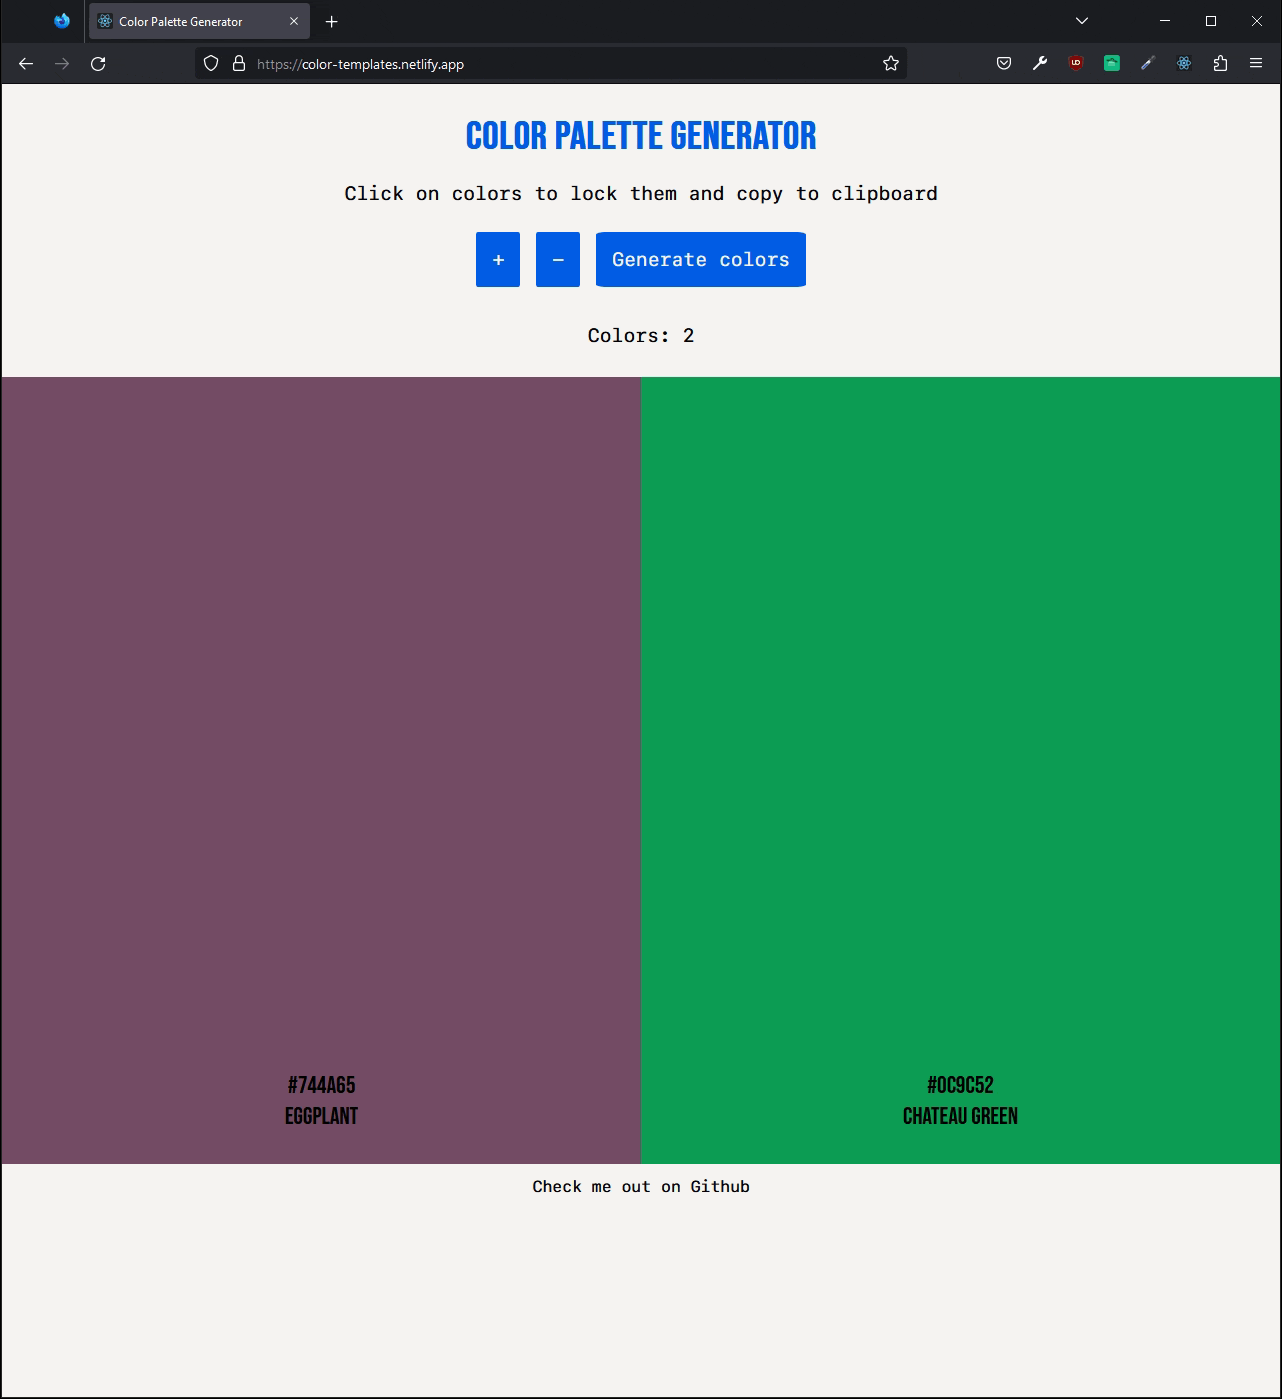 Color Palette Generator
https://color-templates.netlify.app
COLOR PALETTE GENERATOR
Click on colors to lock them and copy to clipboard
+ − Generate colors
Colors: 2
#744A65
EGGPLANT
#0C9C52
CHATEAU GREEN
Check me out on Github